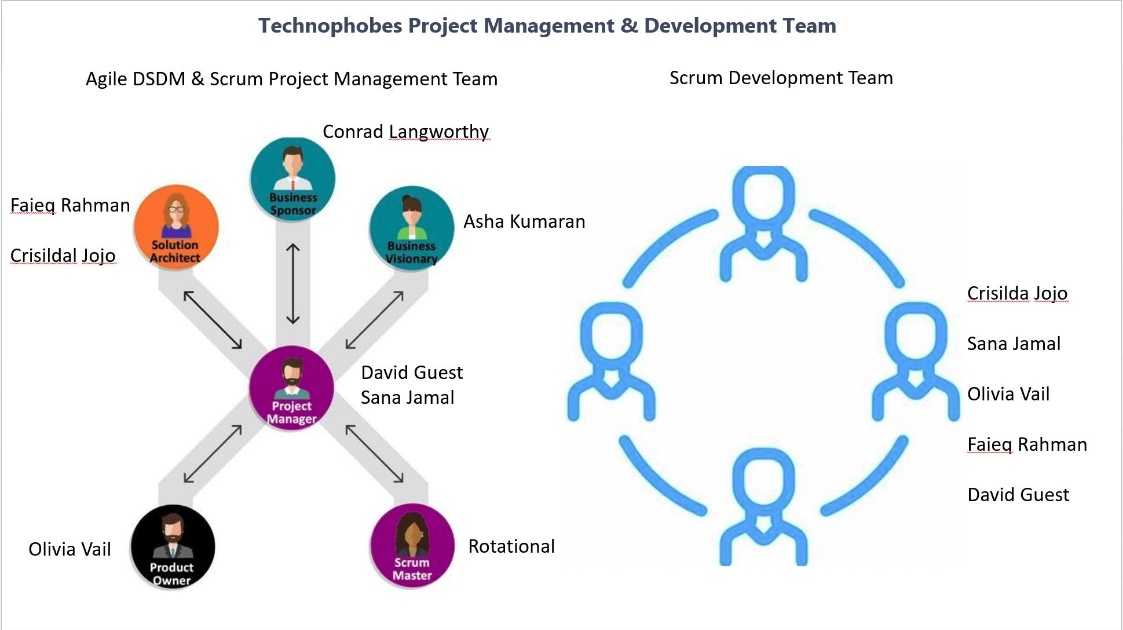 Technophobes Project Management & Development Team
Agile DSDM & Scrum Project Management Team
Scrum Development Team
Conrad Langworthy
Business
Sponsor
Faieq Rahman
Crisildal Jojo
Solution
Architect
Business
Visionary
Asha Kumaran
Project
Manager
David Guest
Sana Jamal
Olivia Vail
Product
Owner
Scrum
Master
Rotational
Crisilda Jojo
Sana Jamal
Olivia Vail
Faieq Rahman
David Guest